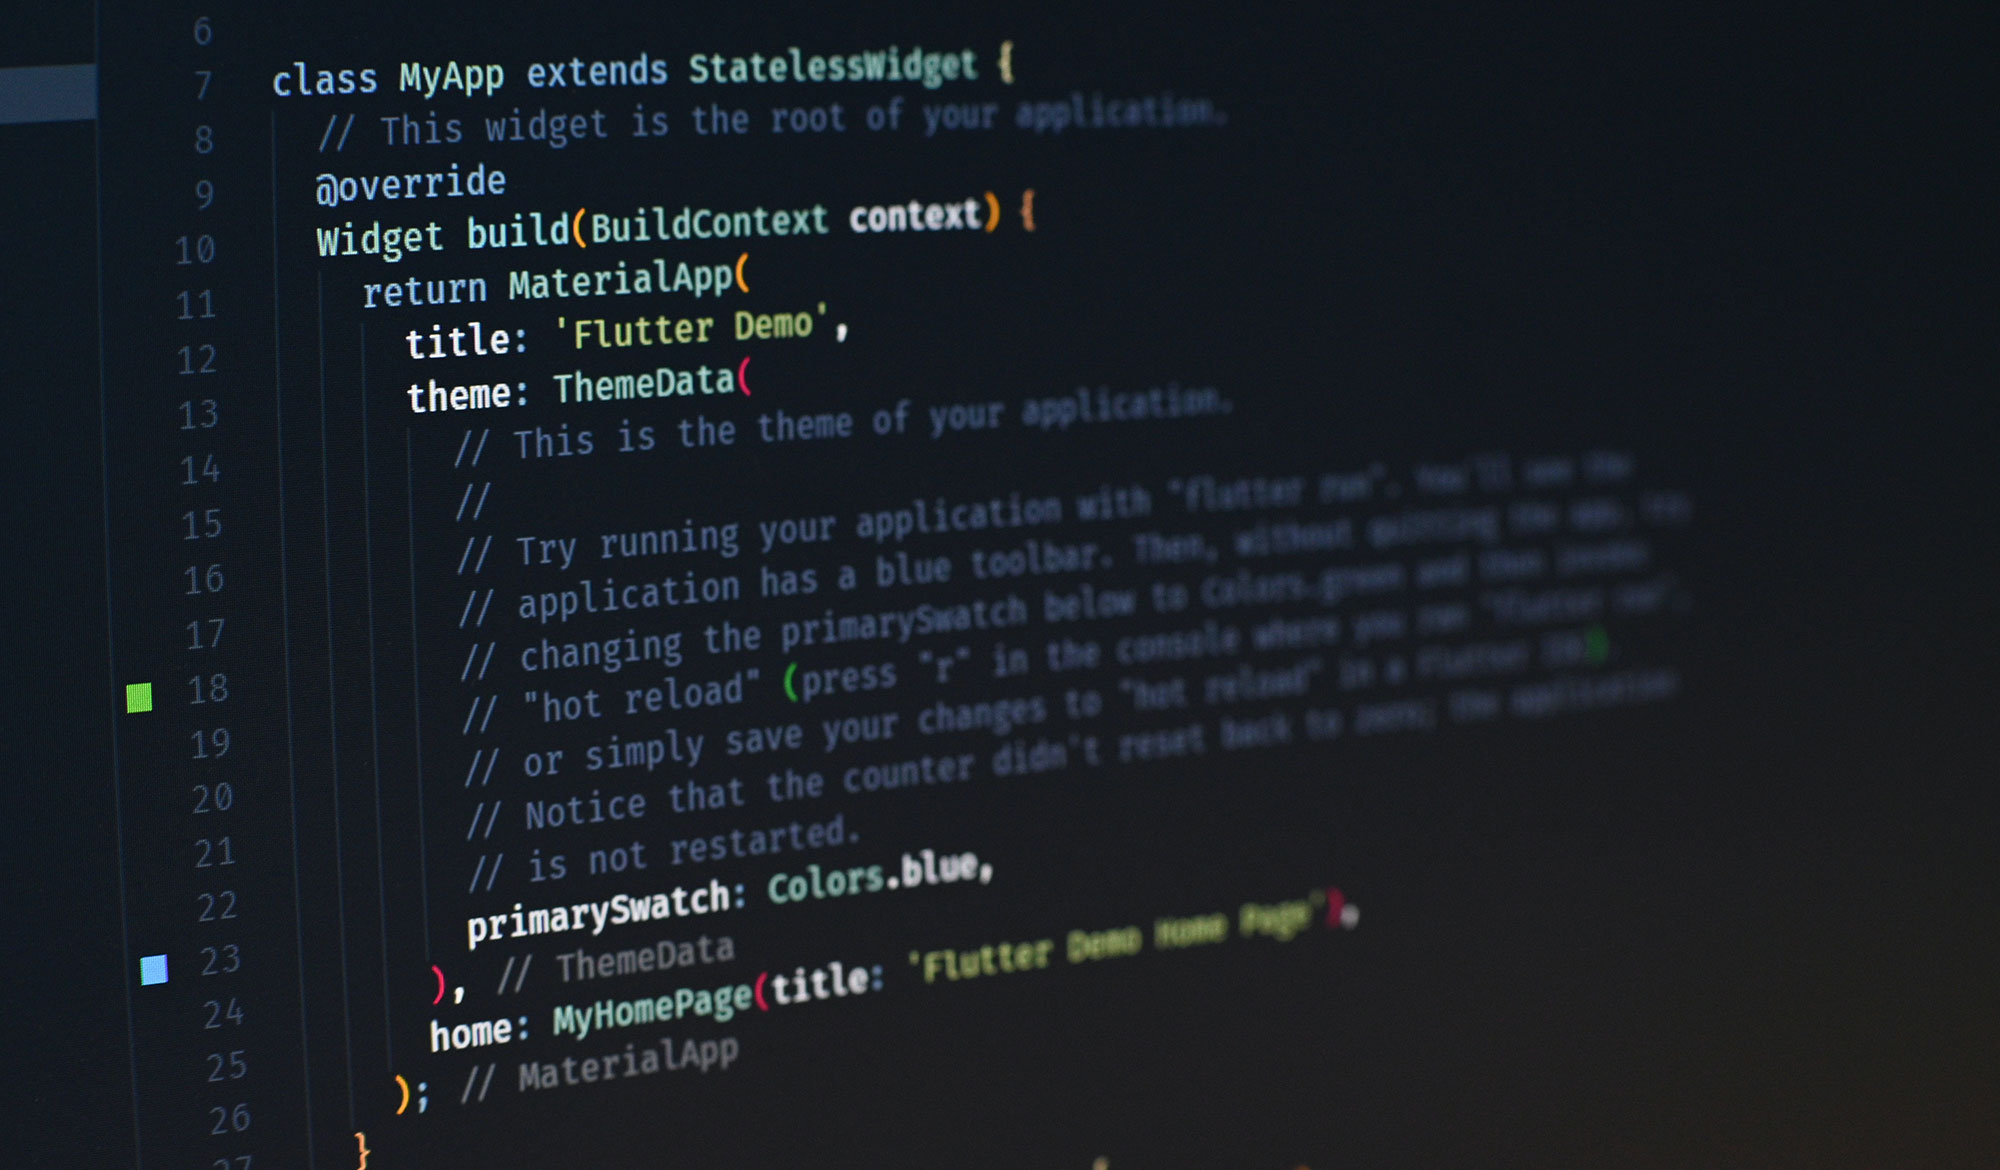 6
7 class MyApp extends StatelessWidget {
8 // This widget is the root of your application.
9 @override
10 Widget build(BuildContext context) {
11 return MaterialApp(
12 title: 'Flutter Demo',
13 theme: ThemeData(
14 // This is the theme of your application.
15 //
16 // Try running your application with "flutter run". You'll see the
17 // application has a blue toolbar. Then, without quitting the app, try
18 // changing the primarySwatch below to Colors.green and then invoke
19 // "hot reload" (press "r" in the console where you run "flutter run",
20 // or simply save your changes to "hot reload" in a Flutter IDE).
21 // Notice that the counter didn't reset back to zero; the application
22 // is not restarted.
23 primarySwatch: Colors.blue,
24 ), // ThemeData
25 home: MyHomePage(title: 'Flutter Demo Home Page'),
26 ); // MaterialApp
27 }